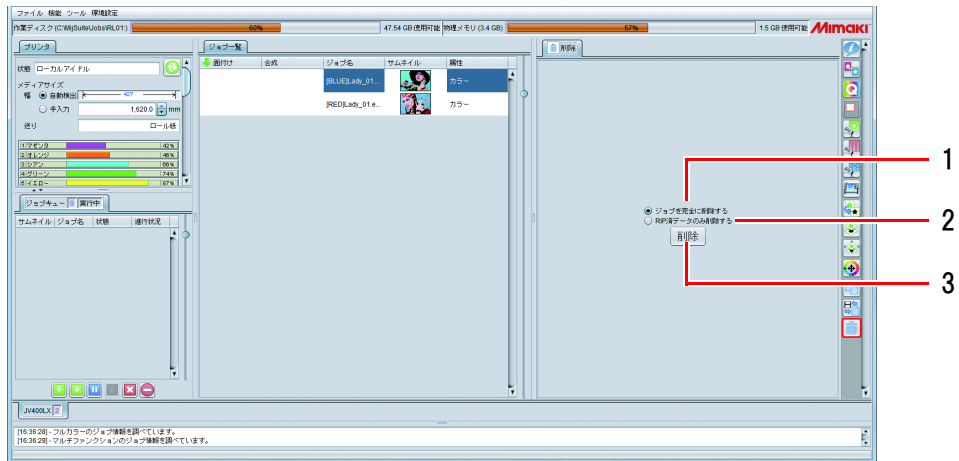 ファイル 機能 ツール 環境設定
作業ディスク (C:\MijSuite\Jobs\RL01:) 60% 47.54 GB 使用可能 物理メモリ (3.4 GB) 57% 1.5 GB 使用可能 Mimaki
プリンタ
状態 ローカルアイドル
メディアサイズ
幅 自動検出 427
手入力 1,620.0 mm
送り ロール紙
1:マゼンタ 42%
2:オレンジ 46%
3:シアン 66%
4:グリーン 74%
5:イエロー 87%
ジョブキュー 0 実行中
サムネイル ジョブ名 状態 進行状況
ジョブ一覧
面付け 合成 ジョブ名 サムネイル 属性
[BLUE]Lady_01... カラー
[RED]Lady_01.e... カラー
削除
ジョブを完全に削除する
RIP済データのみ削除する
削除
1
2
3
JV400LX 2
[16:36:28] - フルカラーのジョブ情報を調べています。
[16:36:29] - マルチファンクションのジョブ情報を調べています。